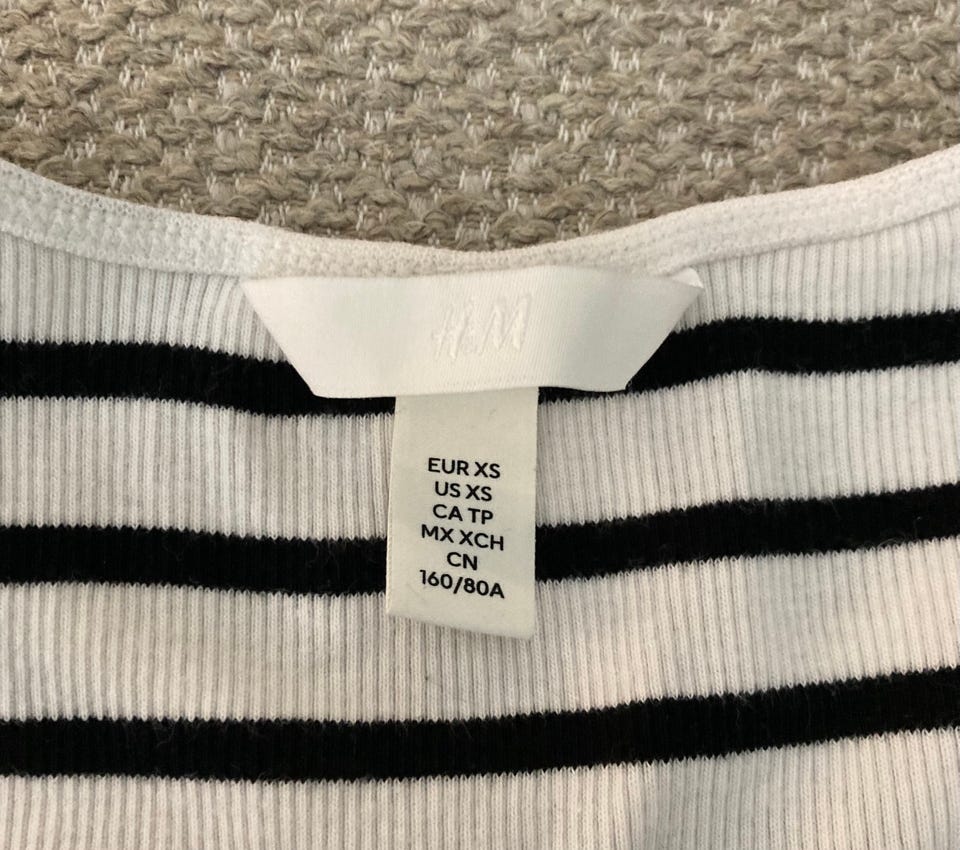 H&M
EUR XS
US XS
CA TP
MX XCH
CN
160/80A